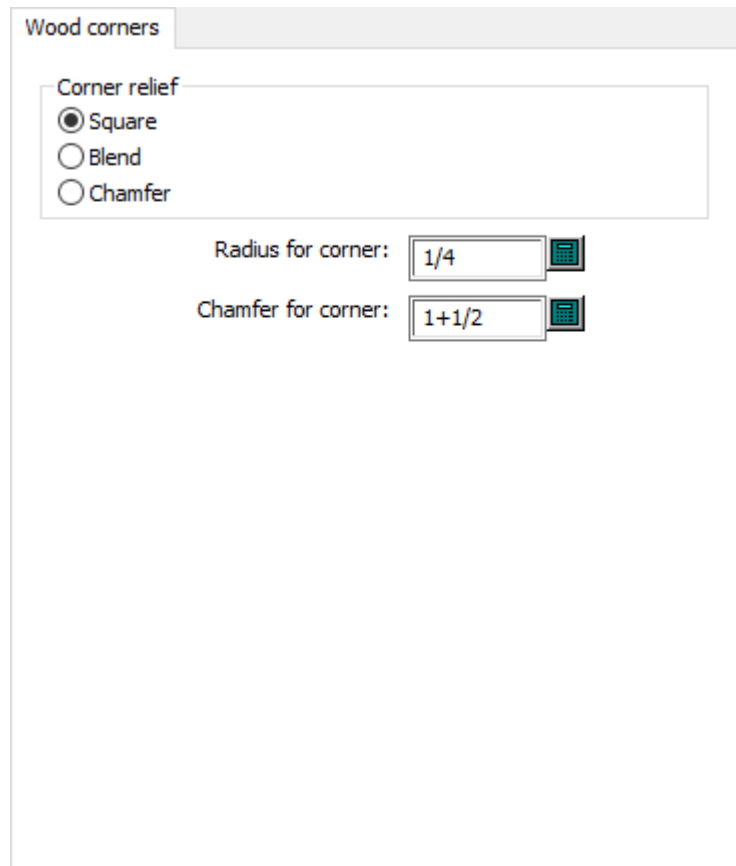 Wood corners
Corner relief
Square
Blend
Chamfer
Radius for corner: 1/4
Chamfer for corner: 1+1/2